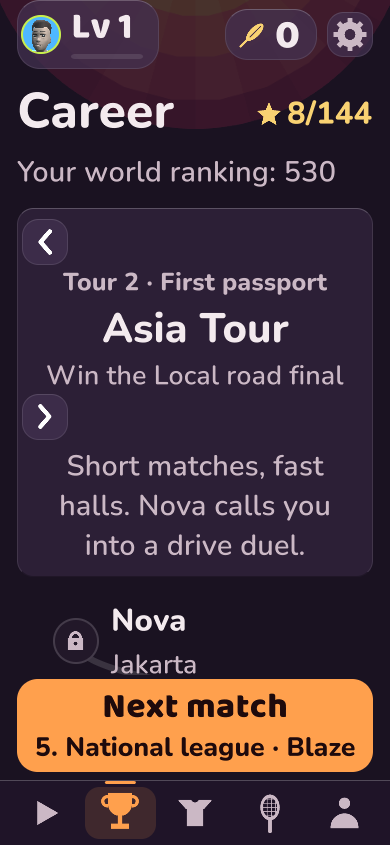 Lv 1
0
Career
8/144
Your world ranking: 530
Tour 2 · First passport
Asia Tour
Win the Local road final
Short matches, fast
halls. Nova calls you
into a drive duel.
Nova
Jakarta
Next match
5. National league · Blaze